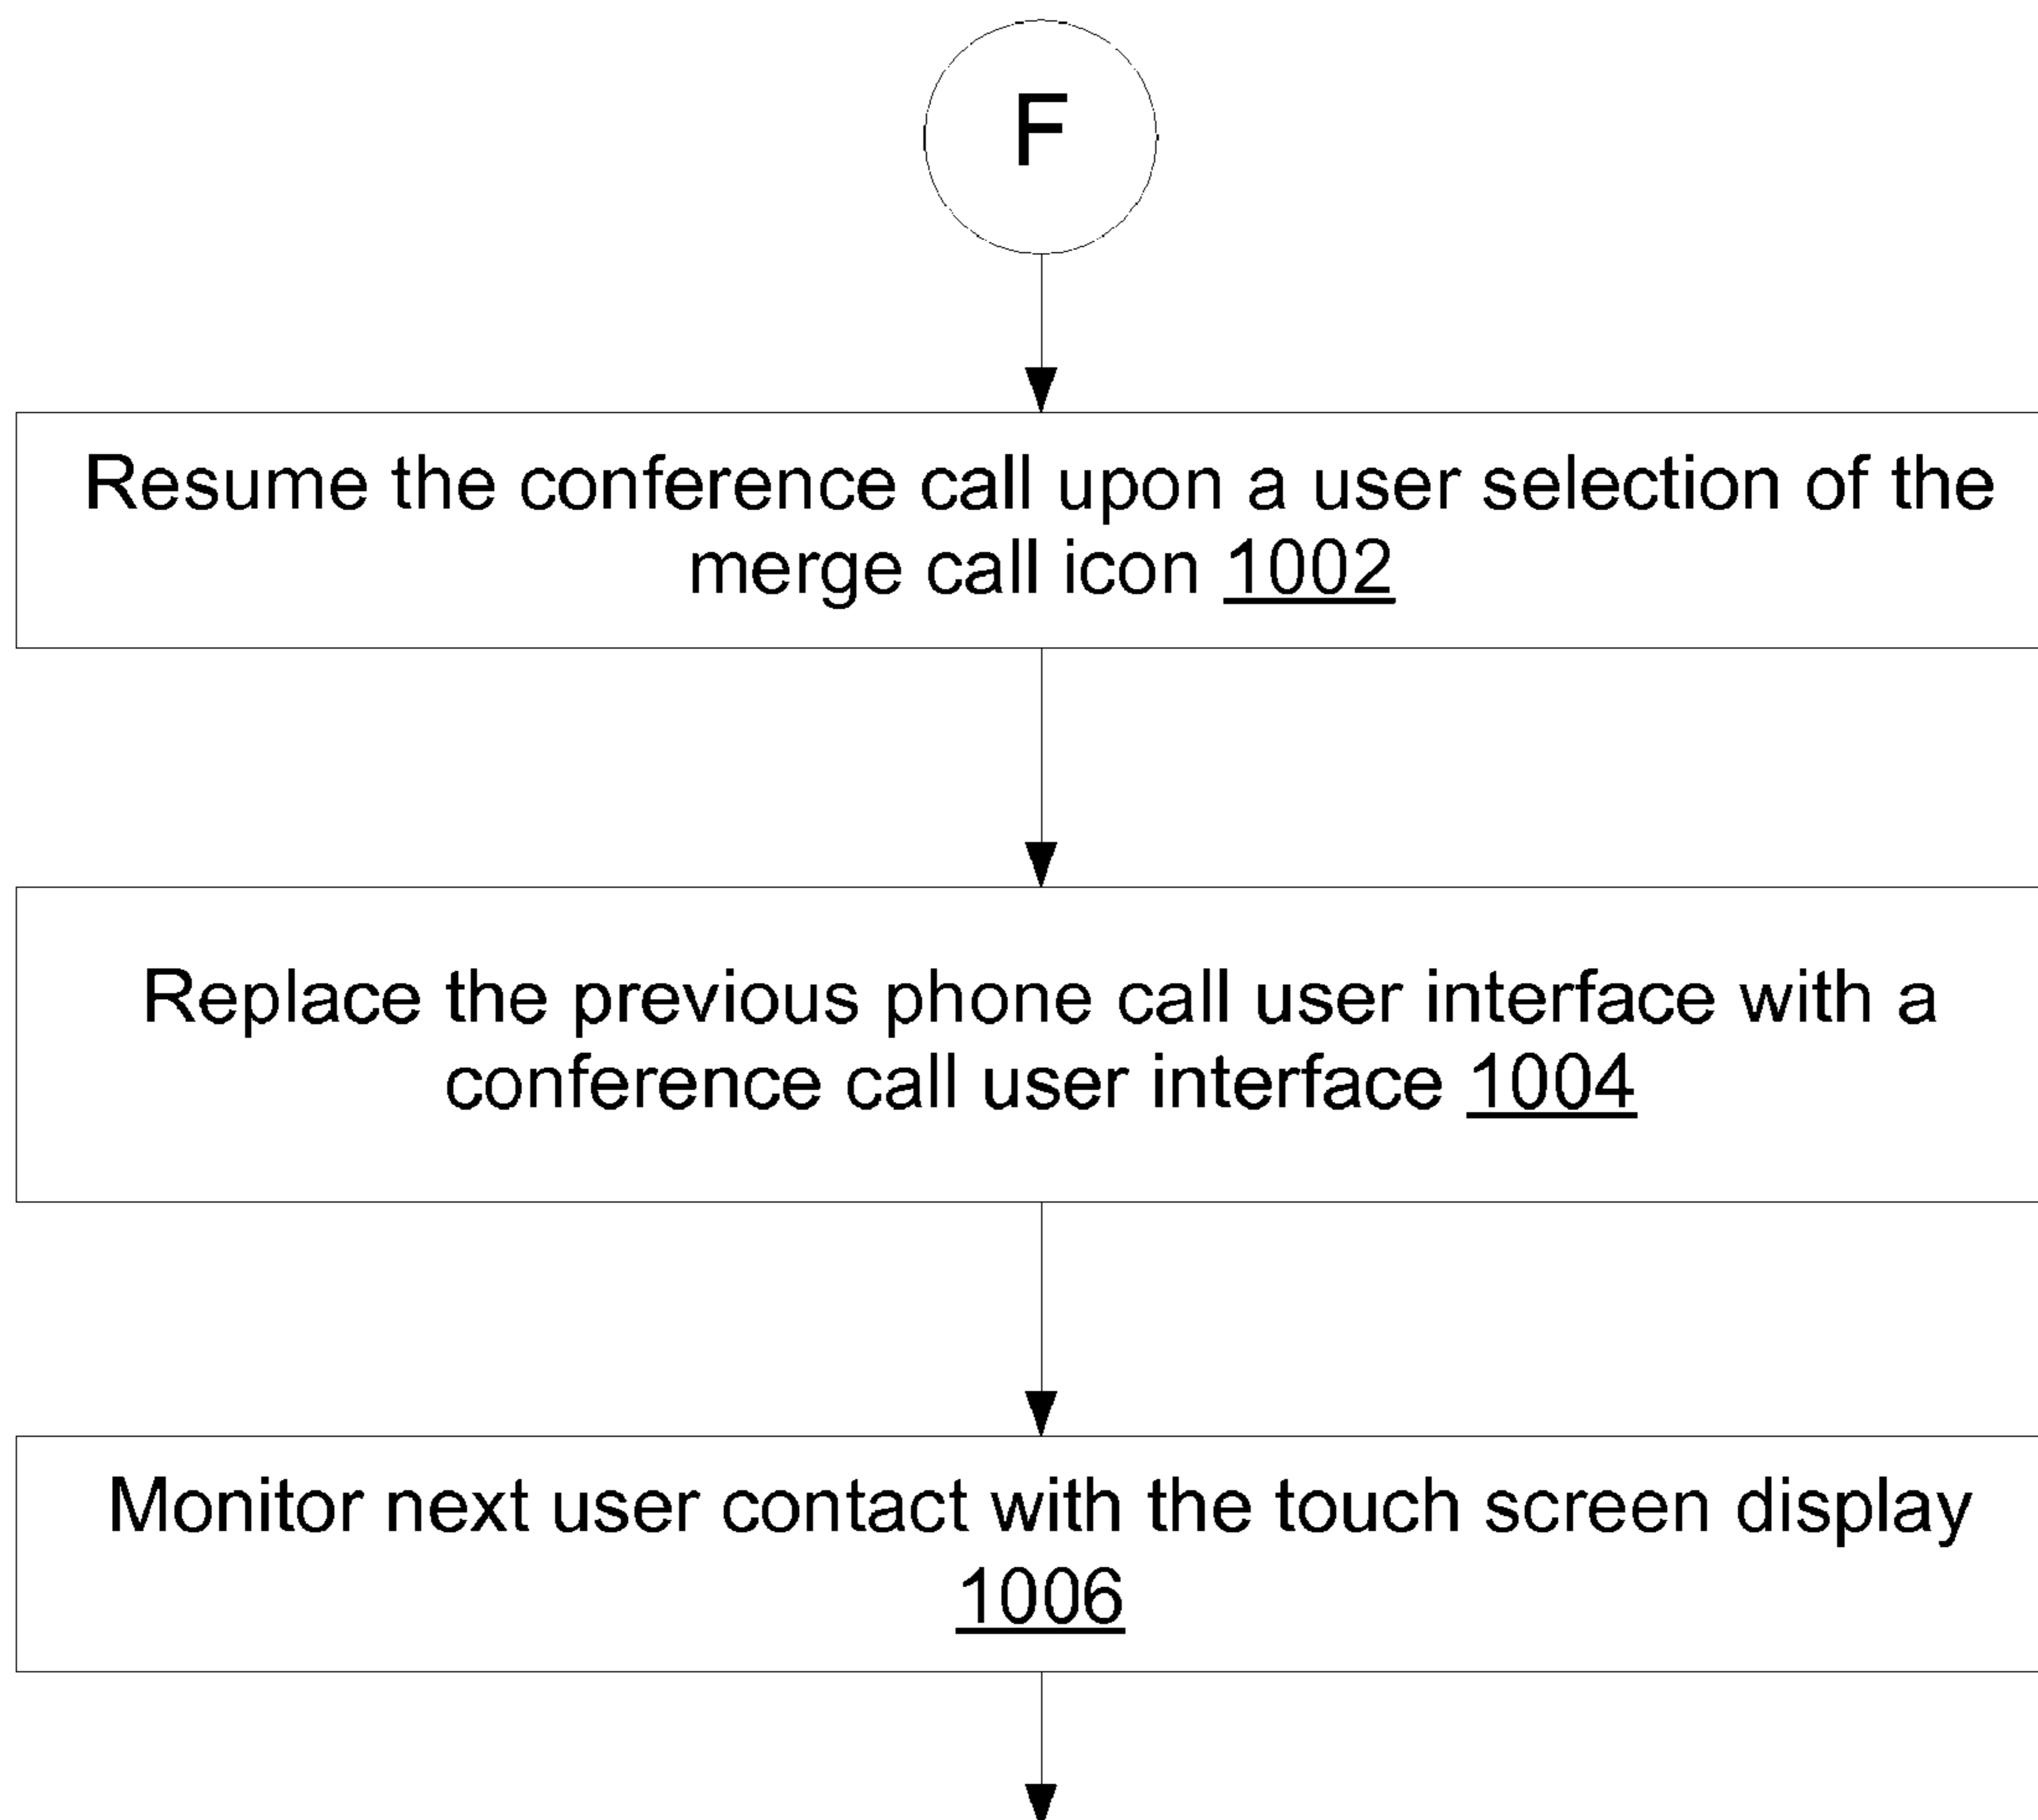 F
Resume the conference call upon a user selection of the
merge call icon 1002
Replace the previous phone call user interface with a
conference call user interface 1004
Monitor next user contact with the touch screen display
1006